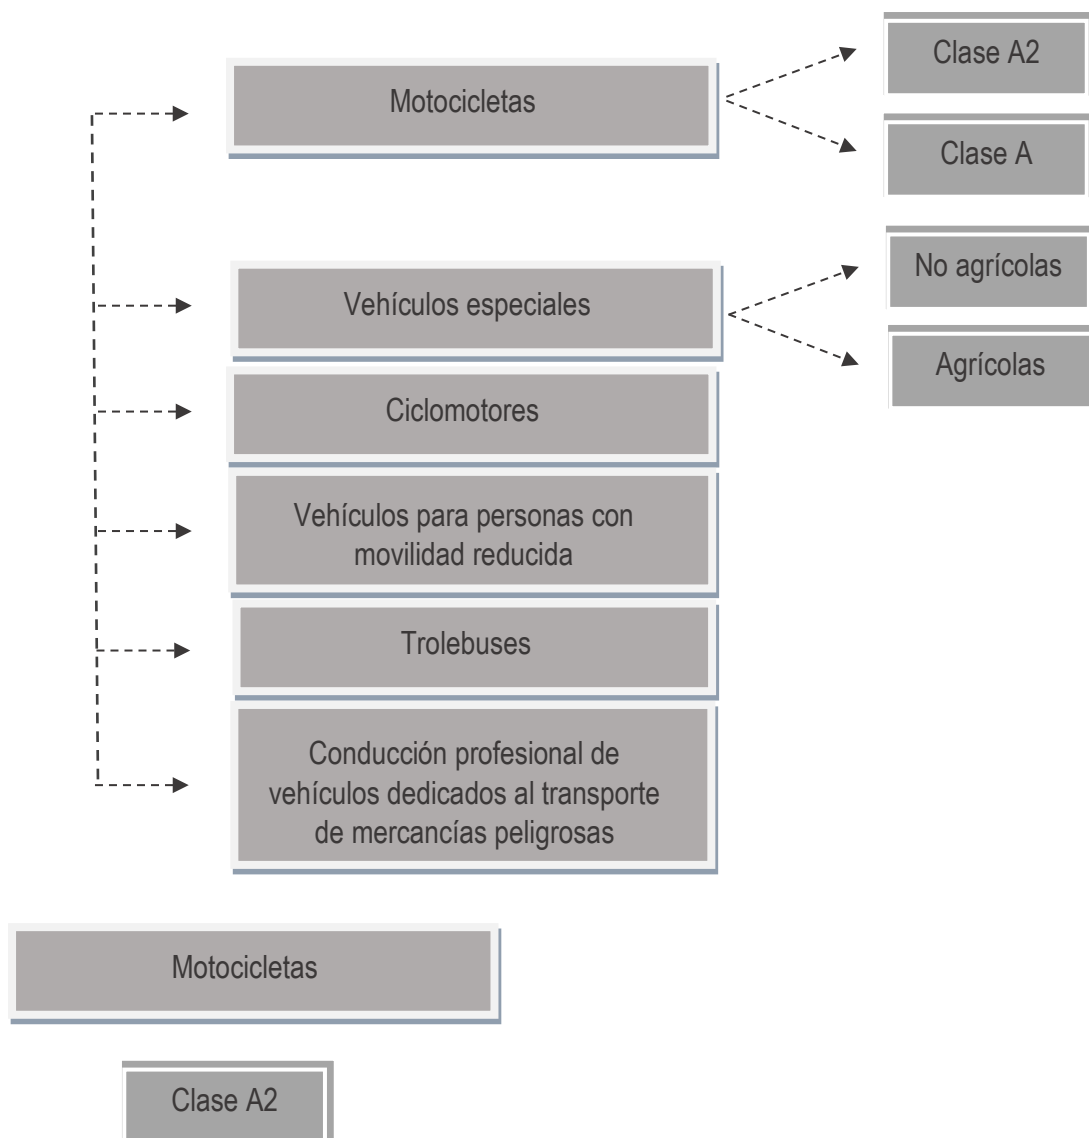 Motocicletas
Clase A2
Clase A
Vehículos especiales
No agrícolas
Agrícolas
Ciclomotores
Vehículos para personas con
movilidad reducida
Trolebuses
Conducción profesional de
vehículos dedicados al transporte
de mercancías peligrosas
Motocicletas
Clase A2